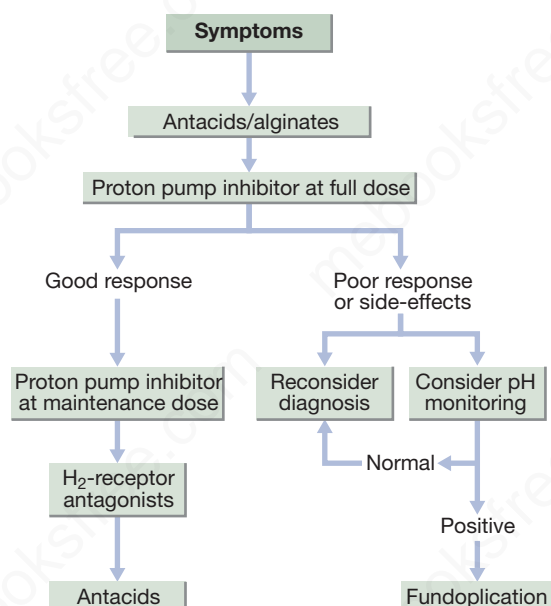 Symptoms
Antacids/alginates
Proton pump inhibitor at full dose
Good response
Poor response
or side-effects
Proton pump inhibitor
at maintenance dose
Reconsider
diagnosis
Consider pH
monitoring
Normal
H₂-receptor
antagonists
Positive
Antacids
Fundoplication